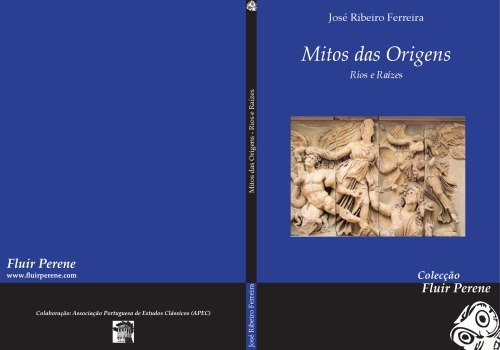 Fluir Perene
www.fluirperene.com
Colaboração: Associação Portuguesa de Estudos Clássicos (APEC)
Mitos das Origens - Rios e Raízes
José Ribeiro Ferreira
José Ribeiro Ferreira
Mitos das Origens
Rios e Raízes
Colecção
Fluir Perene